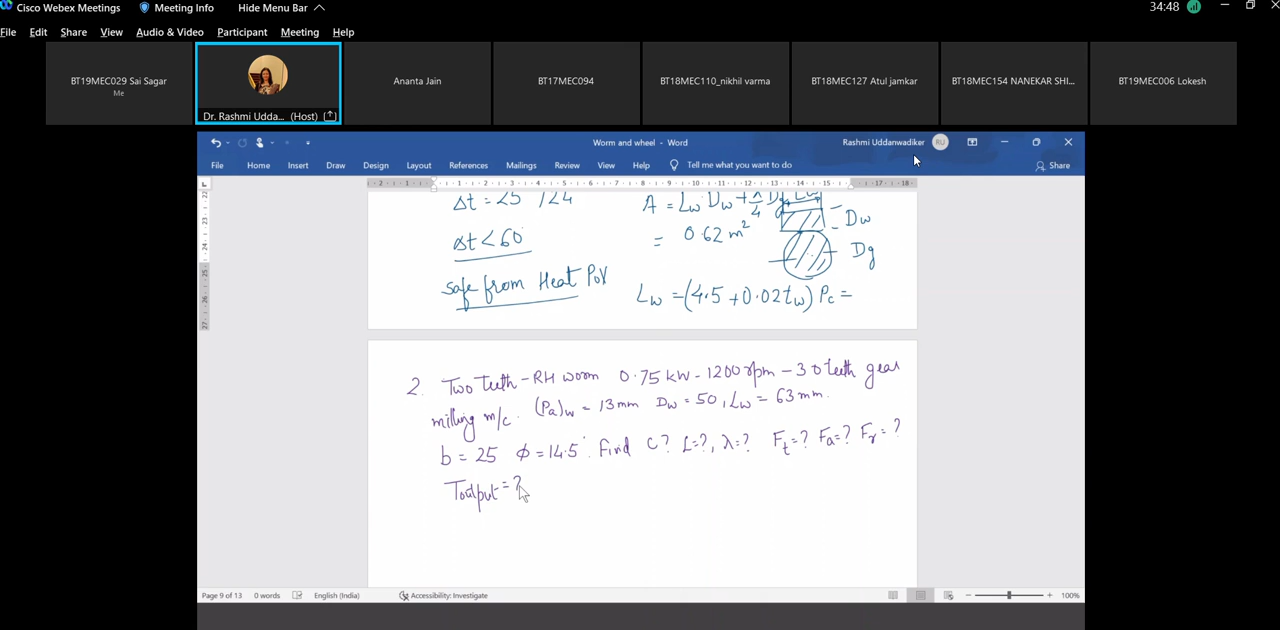 Cisco Webex Meetings Meeting Info Hide Menu Bar 34:48
File Edit Share View Audio & Video Participant Meeting Help
BT19MEC029 Sai Sagar
Me
Dr. Rashmi Udda... (Host)
Ananta Jain
BT17MEC094
BT18MEC110_nikhil varma
BT18MEC127 Atul jamkar
BT18MEC154 NANEKAR SHI...
BT19MEC006 Lokesh
Worm and wheel - Word Rashmi Uddanwadiker RU
File Home Insert Draw Design Layout References Mailings Review View Help Tell me what you want to do Share
Δt = 25 /24 A = Lw Dw + π/4 Dg
= 0.62 m² Dw
Δt < 60 Dg
safe from Heat PoV Lw = (4.5 + 0.02tw) Pc =
2. Two teeth - RH worm 0.75 kW - 1200 rpm - 30 teeth gear
milling m/c. (Pa)w = 13 mm Dw = 50, Lw = 63 mm.
b = 25 φ = 14.5° Find C? L=?, λ=? Ft=? Fa=? Fr=?
Toutput = ?
Page 9 of 13 0 words English (India) Accessibility: Investigate 100%